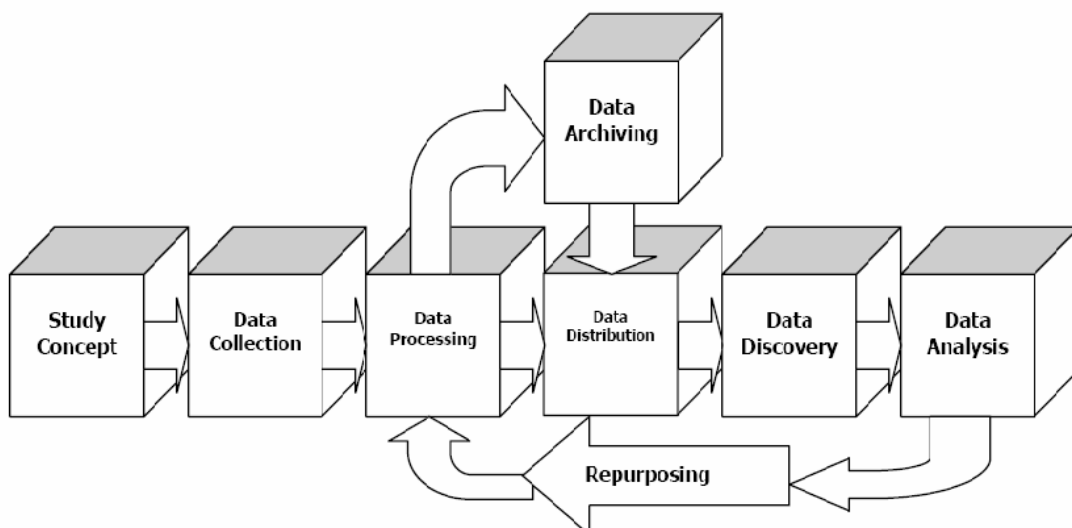 Data
Archiving
Study
Concept
Data
Collection
Data
Processing
Data
Distribution
Data
Discovery
Data
Analysis
Repurposing